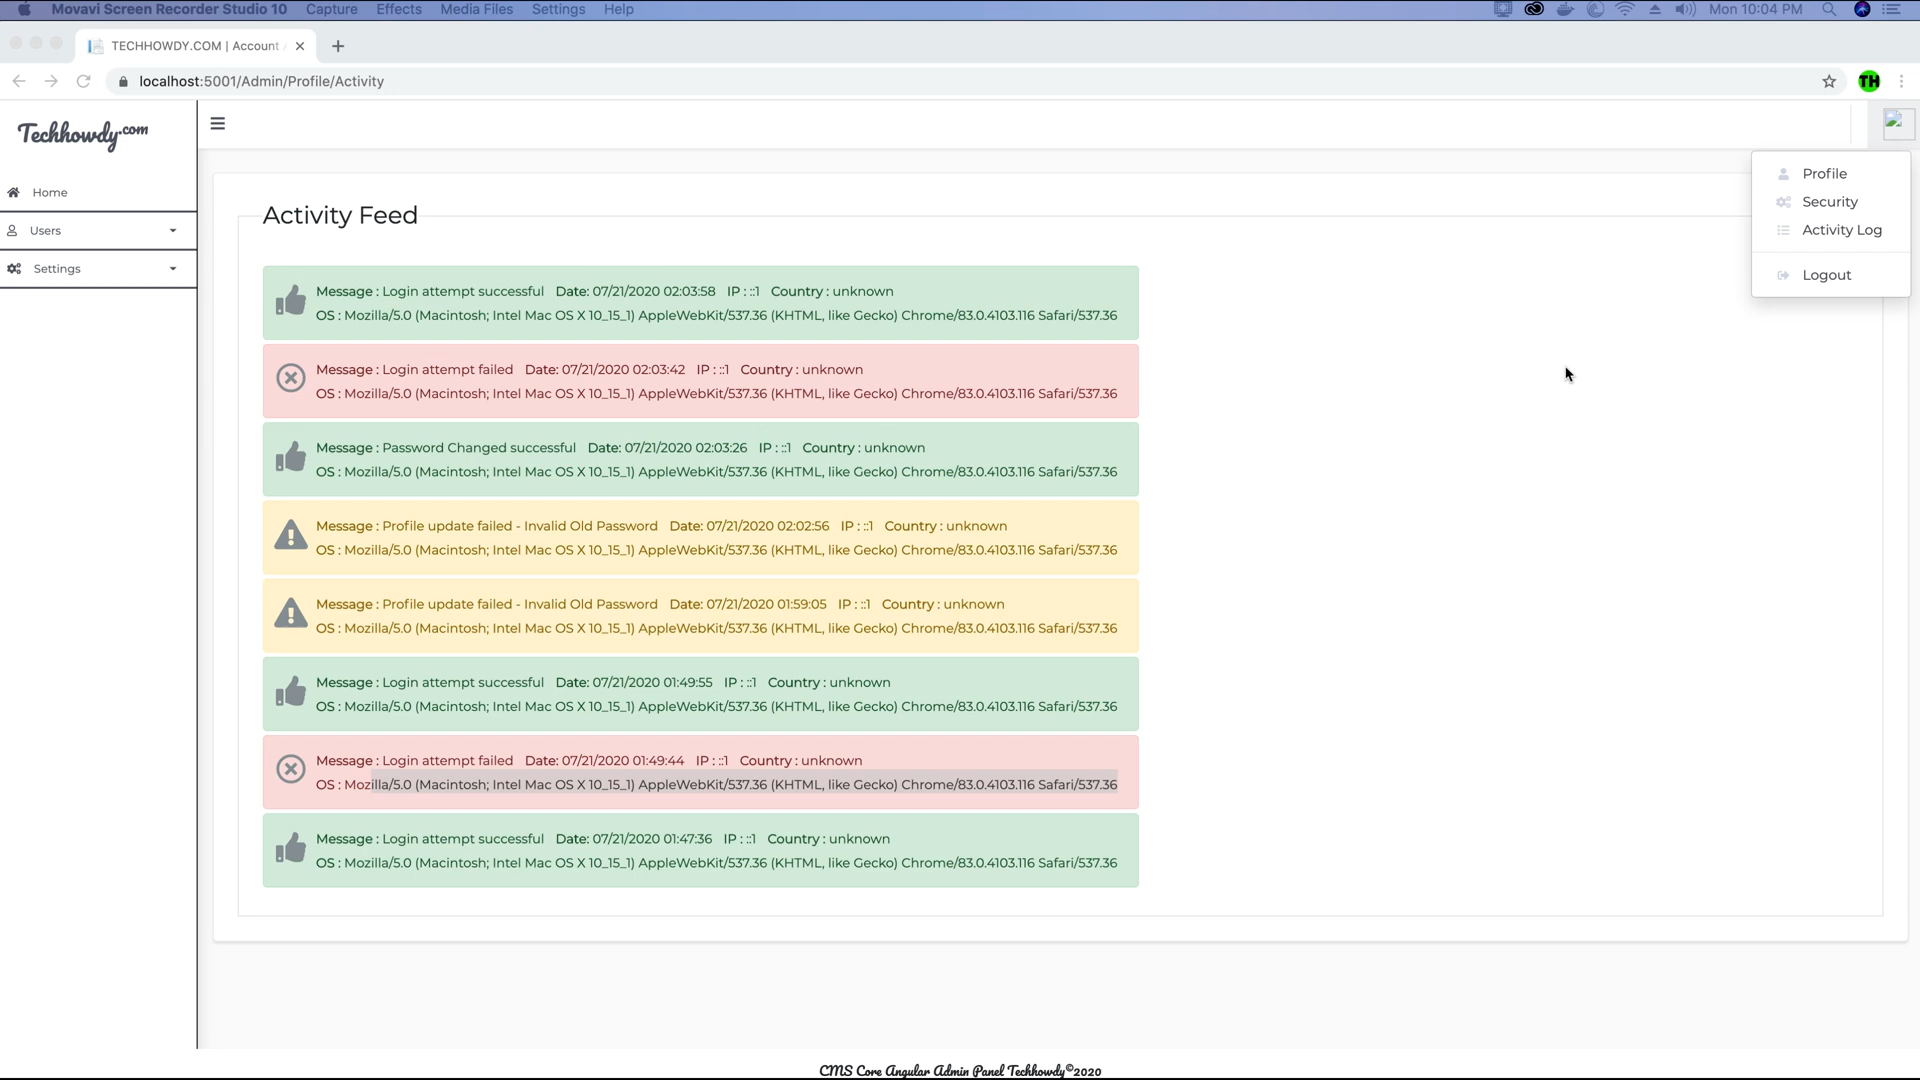 Movavi Screen Recorder Studio 10 Capture Effects Media Files Settings Help Mon 10:04 PM
TECHHOWDY.COM | Account
localhost:5001/Admin/Profile/Activity
TH
Techhowdy.com
Home
Users
Settings
Profile
Security
Activity Log
Logout
Activity Feed
Message : Login attempt successful Date: 07/21/2020 02:03:58 IP : ::1 Country : unknown
OS : Mozilla/5.0 (Macintosh; Intel Mac OS X 10_15_1) AppleWebKit/537.36 (KHTML, like Gecko) Chrome/83.0.4103.116 Safari/537.36
Message : Login attempt failed Date: 07/21/2020 02:03:42 IP : ::1 Country : unknown
OS : Mozilla/5.0 (Macintosh; Intel Mac OS X 10_15_1) AppleWebKit/537.36 (KHTML, like Gecko) Chrome/83.0.4103.116 Safari/537.36
Message : Password Changed successful Date: 07/21/2020 02:03:26 IP : ::1 Country : unknown
OS : Mozilla/5.0 (Macintosh; Intel Mac OS X 10_15_1) AppleWebKit/537.36 (KHTML, like Gecko) Chrome/83.0.4103.116 Safari/537.36
Message : Profile update failed - Invalid Old Password Date: 07/21/2020 02:02:56 IP : ::1 Country : unknown
OS : Mozilla/5.0 (Macintosh; Intel Mac OS X 10_15_1) AppleWebKit/537.36 (KHTML, like Gecko) Chrome/83.0.4103.116 Safari/537.36
Message : Profile update failed - Invalid Old Password Date: 07/21/2020 01:59:05 IP : ::1 Country : unknown
OS : Mozilla/5.0 (Macintosh; Intel Mac OS X 10_15_1) AppleWebKit/537.36 (KHTML, like Gecko) Chrome/83.0.4103.116 Safari/537.36
Message : Login attempt successful Date: 07/21/2020 01:49:55 IP : ::1 Country : unknown
OS : Mozilla/5.0 (Macintosh; Intel Mac OS X 10_15_1) AppleWebKit/537.36 (KHTML, like Gecko) Chrome/83.0.4103.116 Safari/537.36
Message : Login attempt failed Date: 07/21/2020 01:49:44 IP : ::1 Country : unknown
OS : Mozilla/5.0 (Macintosh; Intel Mac OS X 10_15_1) AppleWebKit/537.36 (KHTML, like Gecko) Chrome/83.0.4103.116 Safari/537.36
Message : Login attempt successful Date: 07/21/2020 01:47:36 IP : ::1 Country : unknown
OS : Mozilla/5.0 (Macintosh; Intel Mac OS X 10_15_1) AppleWebKit/537.36 (KHTML, like Gecko) Chrome/83.0.4103.116 Safari/537.36
CMS Core Angular Admin Panel Techhowdy©2020